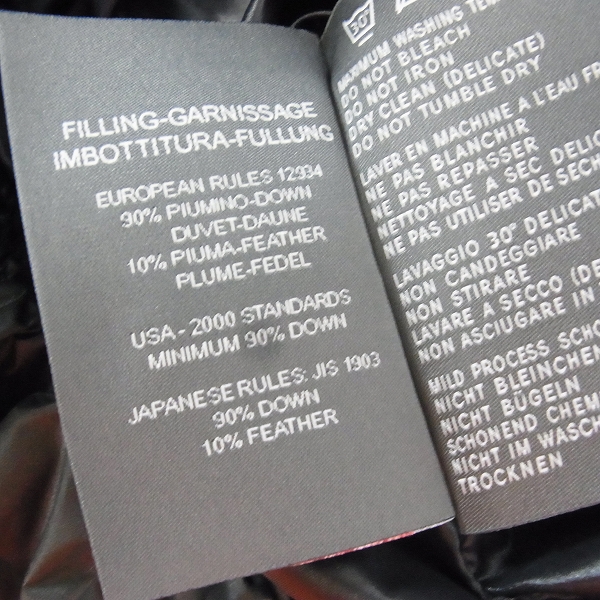 FILLING-GARNISSAGE
IMBOTTITURA-FULLUNG
EUROPEAN RULES 12934
90% PIUMINO-DOWN
DUVET-DAUNE
10% PIUMA-FEATHER
PLUME-FEDEL
USA - 2000 STANDARDS
MINIMUM 90% DOWN
JAPANESE RULES: JIS 1903
90% DOWN
10% FEATHER
30°
MAXIMUM WASHING
DO NOT BLEACH
DO NOT IRON
DRY CLEAN (DELICATE)
DO NOT TUMBLE DRY
LAVER EN MACHINE A L'EAU
NE PAS BLANCHIR
NE PAS REPASSER
NETTOYAGE A SEC
NE PAS UTILISER DE
LAVAGGIO 30°
NON CANDEGGIARE
NON STIRARE
LAVARE A SECCO
NON ASCIUGARE IN
MILD PROCESS
NICHT
NICHT BÜGELN
SCHONEND
NICHT IM
TROCKNEN